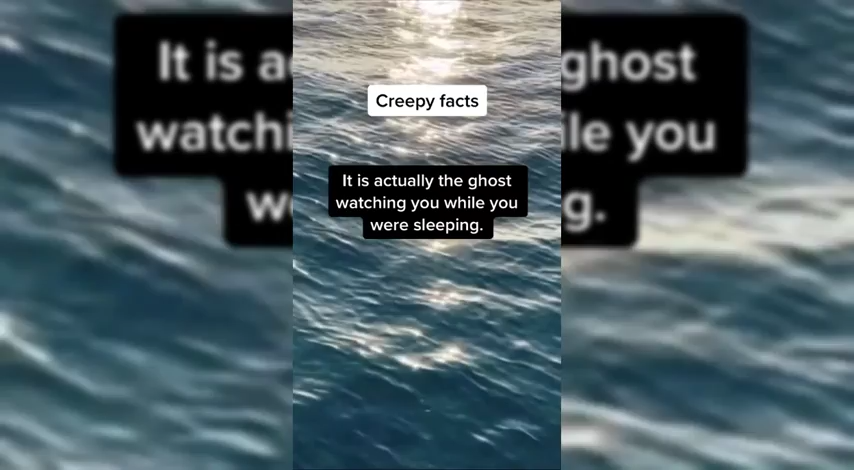 Creepy facts
It is actually the ghost
watching you while you
were sleeping.